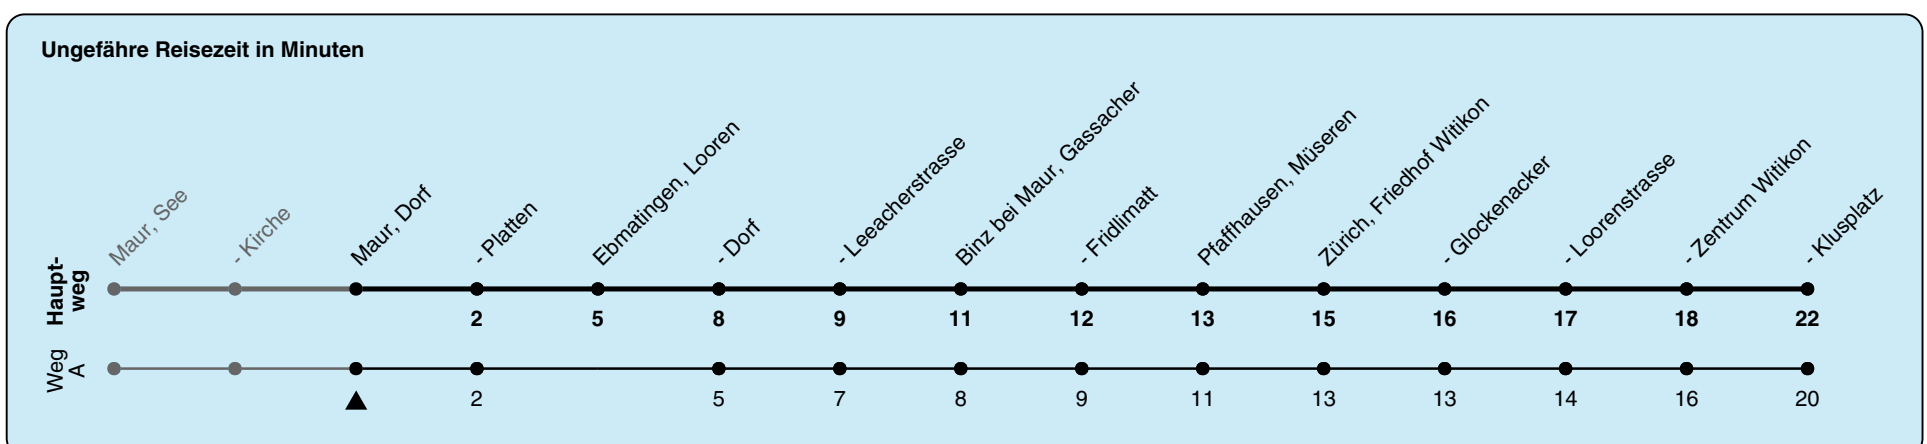 Ungefähre Reisezeit in Minuten
Maur, See
- Kirche
Maur, Dorf
- Platten
Ebmatingen, Looren
- Dorf
- Leeacherstrasse
Binz bei Maur, Gassacher
- Fridlimatt
Pfaffhausen, Müseren
Zürich, Friedhof Witikon
- Glockenacker
- Loorenstrasse
- Zentrum Witikon
- Klusplatz
Haupt-
weg
2 5 8 9 11 12 13 15 16 17 18 22
Weg
A
2 5 7 8 9 11 13 13 14 16 20